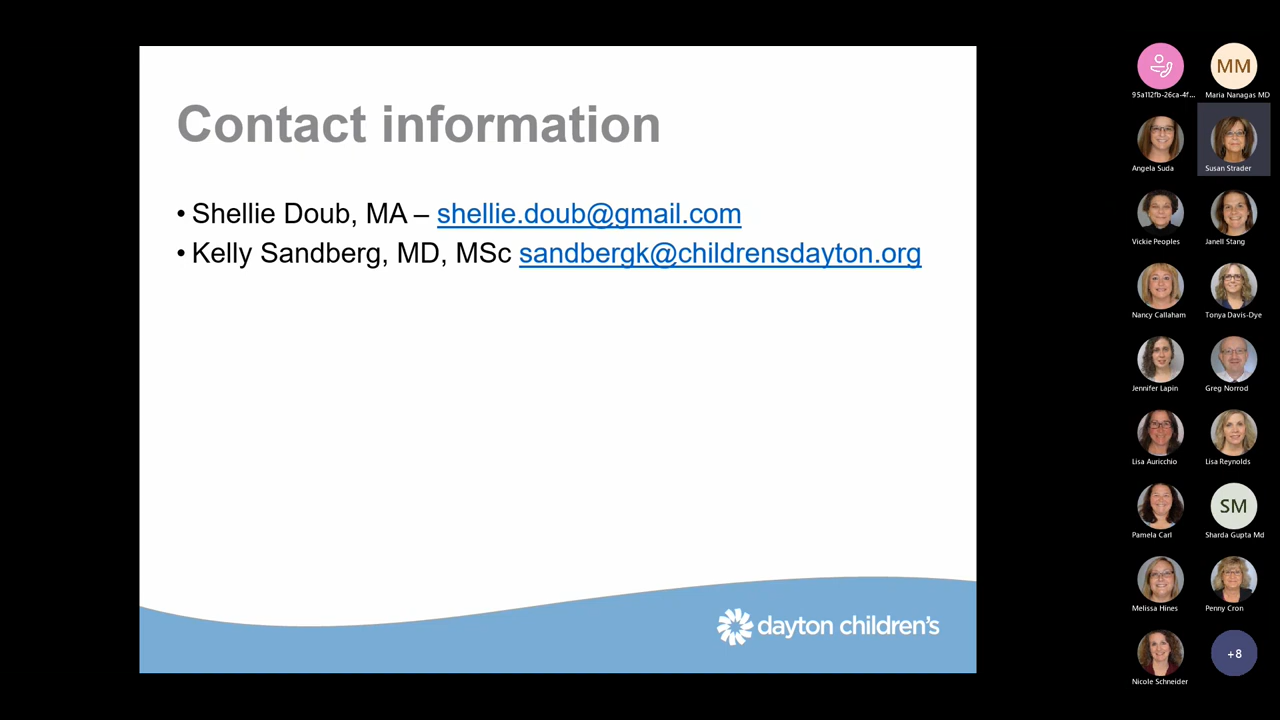 Contact information
• Shellie Doub, MA – shellie.doub@gmail.com
• Kelly Sandberg, MD, MSc sandbergk@childrensdayton.org
dayton children's
95a112fb-26ca-4f...
MM
Maria Nanagas MD
Angela Suda
Susan Strader
Vickie Peoples
Janell Stang
Nancy Callaham
Tonya Davis-Dye
Jennifer Lapin
Greg Norrod
Lisa Auricchio
Lisa Reynolds
Pamela Carl
SM
Sharda Gupta Md
Melissa Hines
Penny Cron
Nicole Schneider
+8